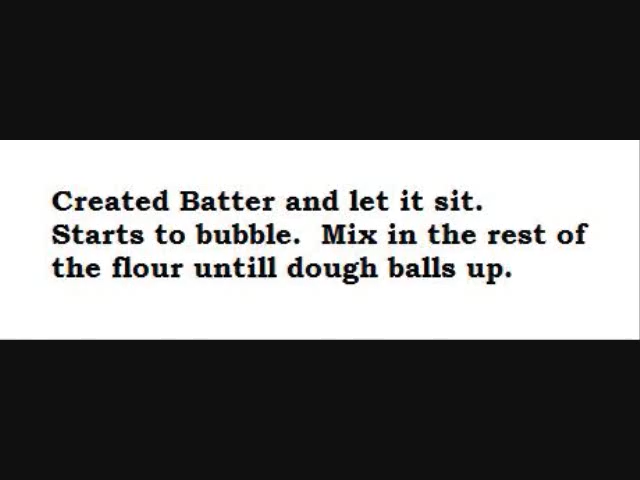 Created Batter and let it sit.
Starts to bubble.  Mix in the rest of
the flour untill dough balls up.